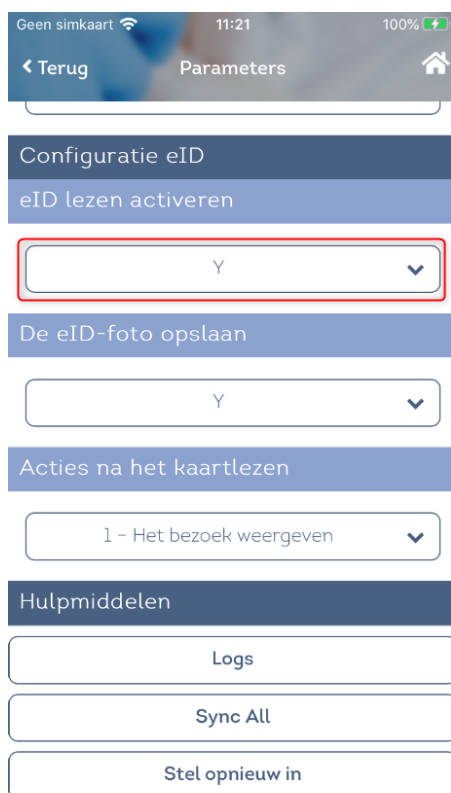 Geen simkaart 11:21 100%
Terug Parameters
Configuratie eID
eID lezen activeren
Y
De eID-foto opslaan
Y
Acties na het kaartlezen
1 – Het bezoek weergeven
Hulpmiddelen
Logs
Sync All
Stel opnieuw in